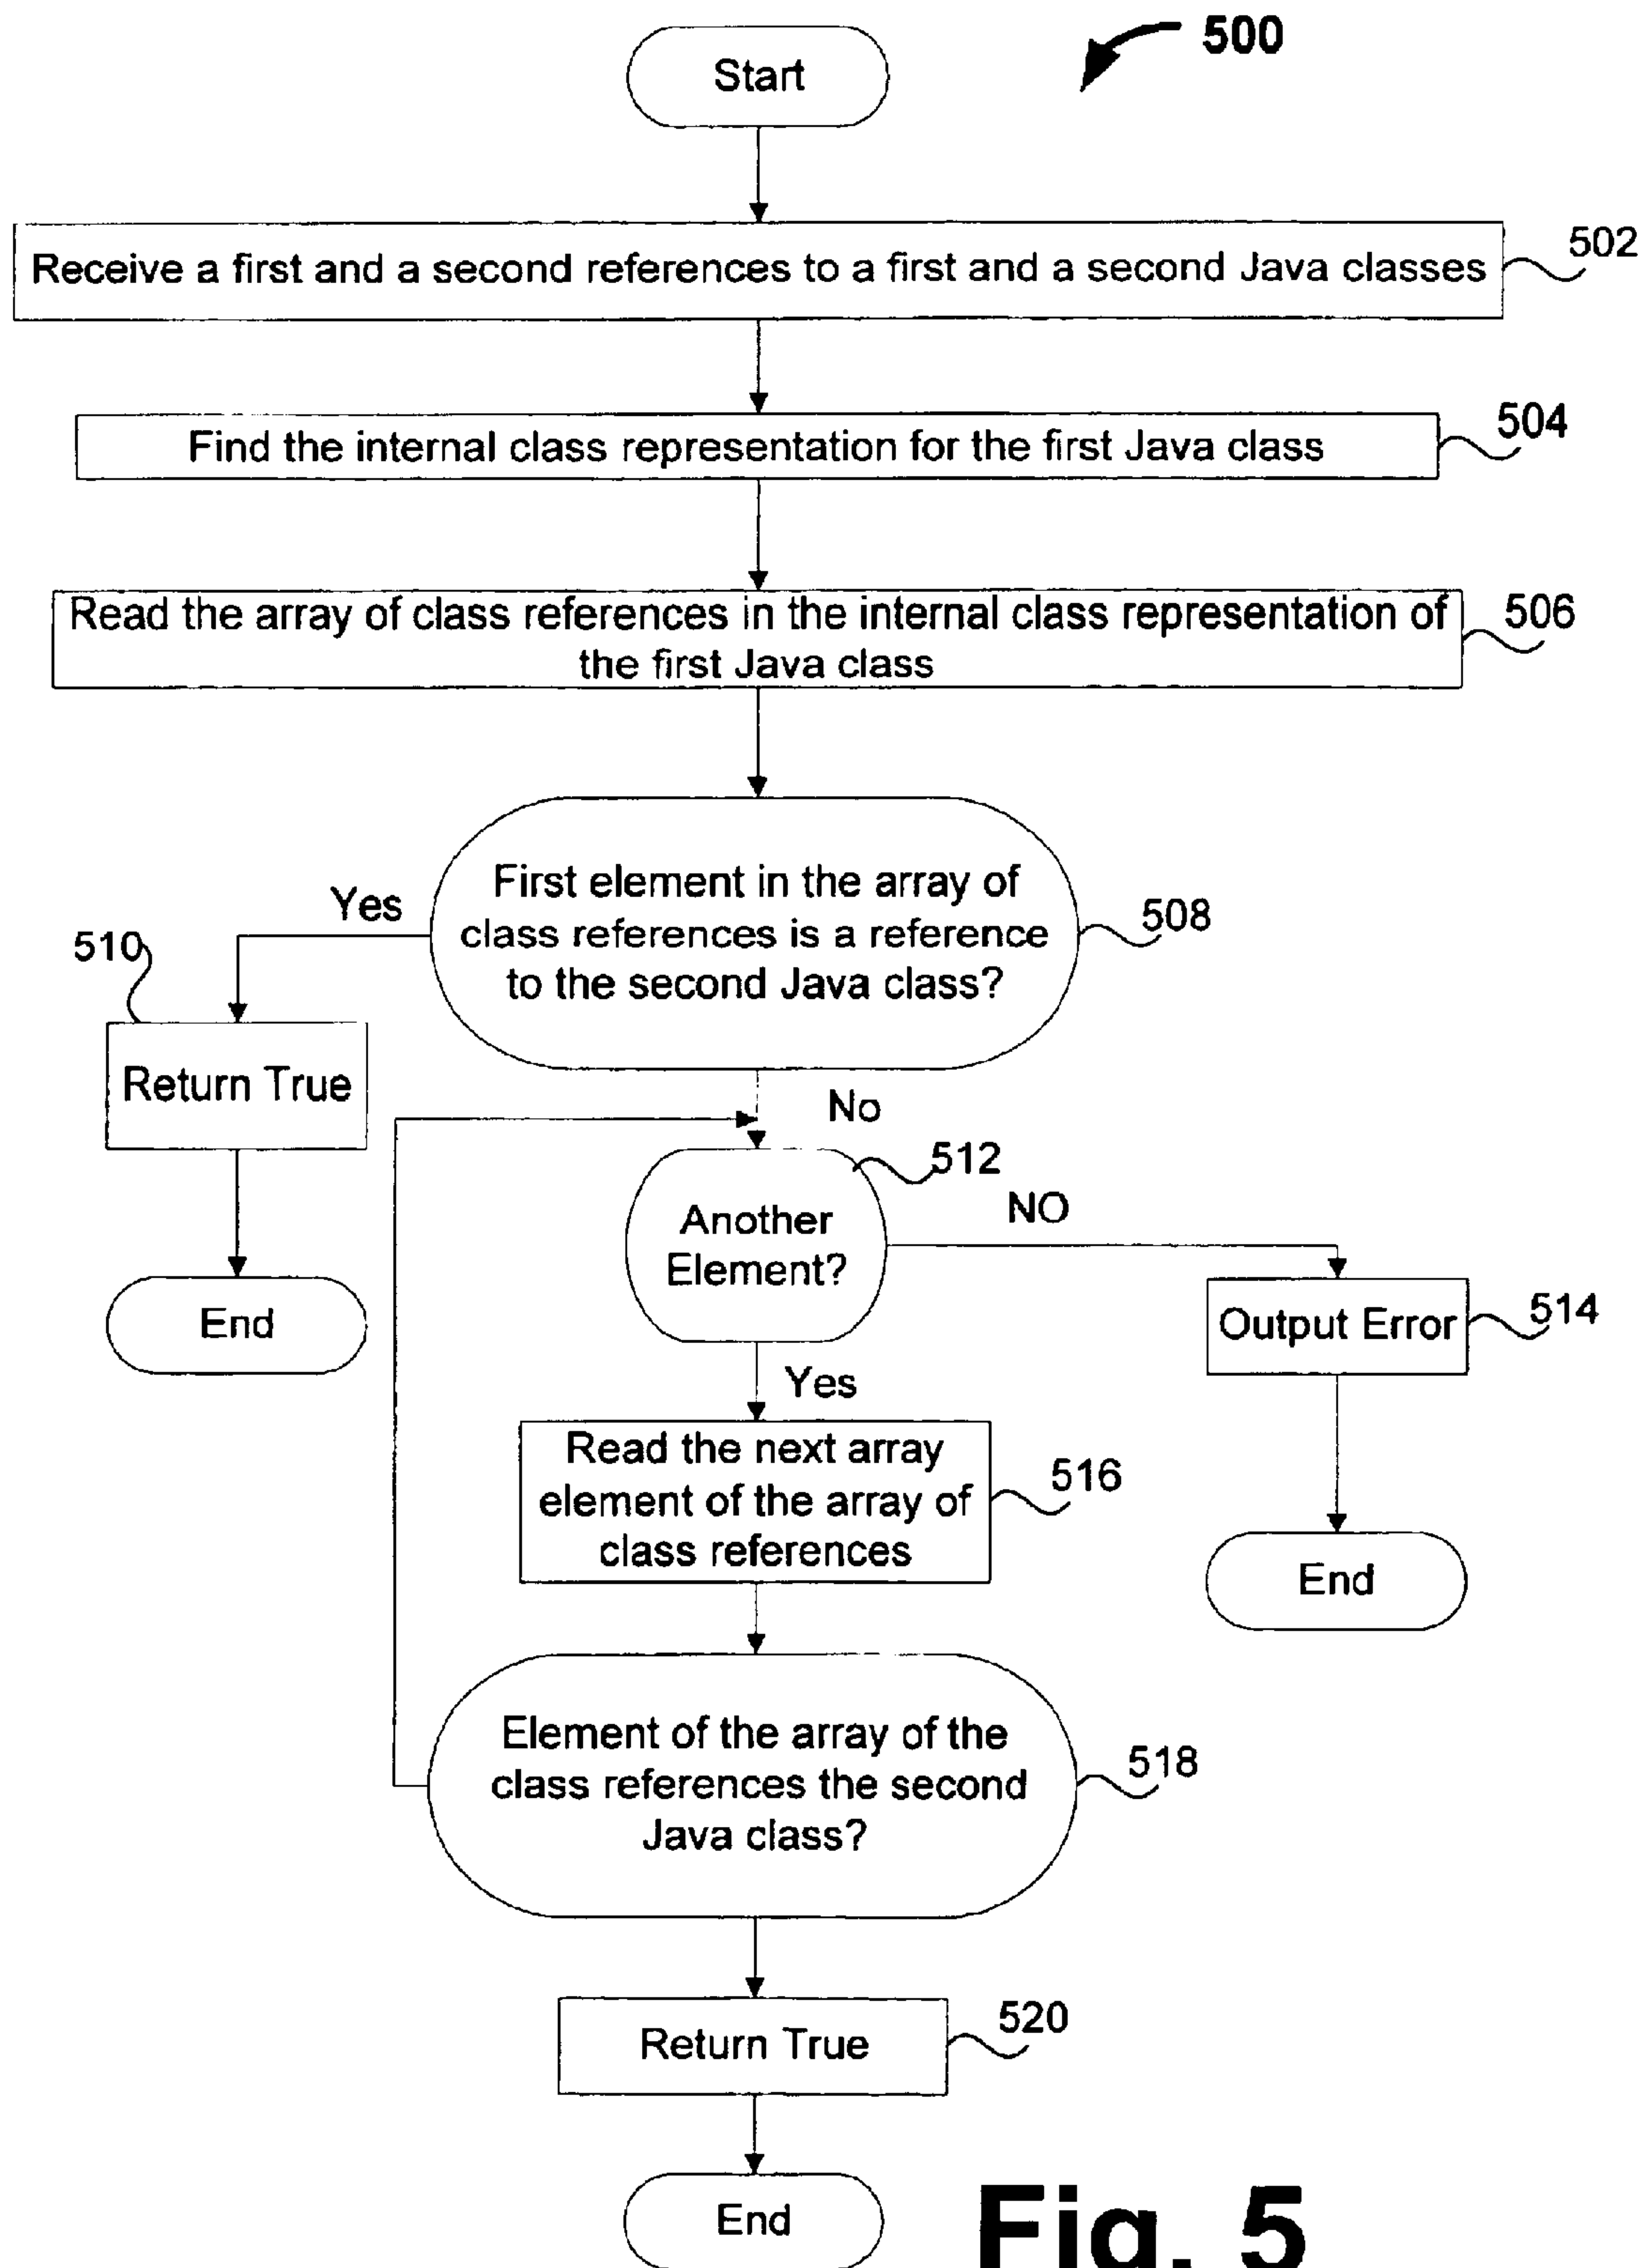 500
Start
Receive a first and a second references to a first and a second Java classes
502
Find the internal class representation for the first Java class
504
Read the array of class references in the internal class representation of
the first Java class
506
First element in the array of
class references is a reference
to the second Java class?
508
Yes
510
Return True
End
No
512
Another
Element?
NO
514
Output Error
End
Yes
Read the next array
element of the array of
class references
516
Element of the array of the
class references the second
Java class?
518
Return True
520
End
Fig. 5